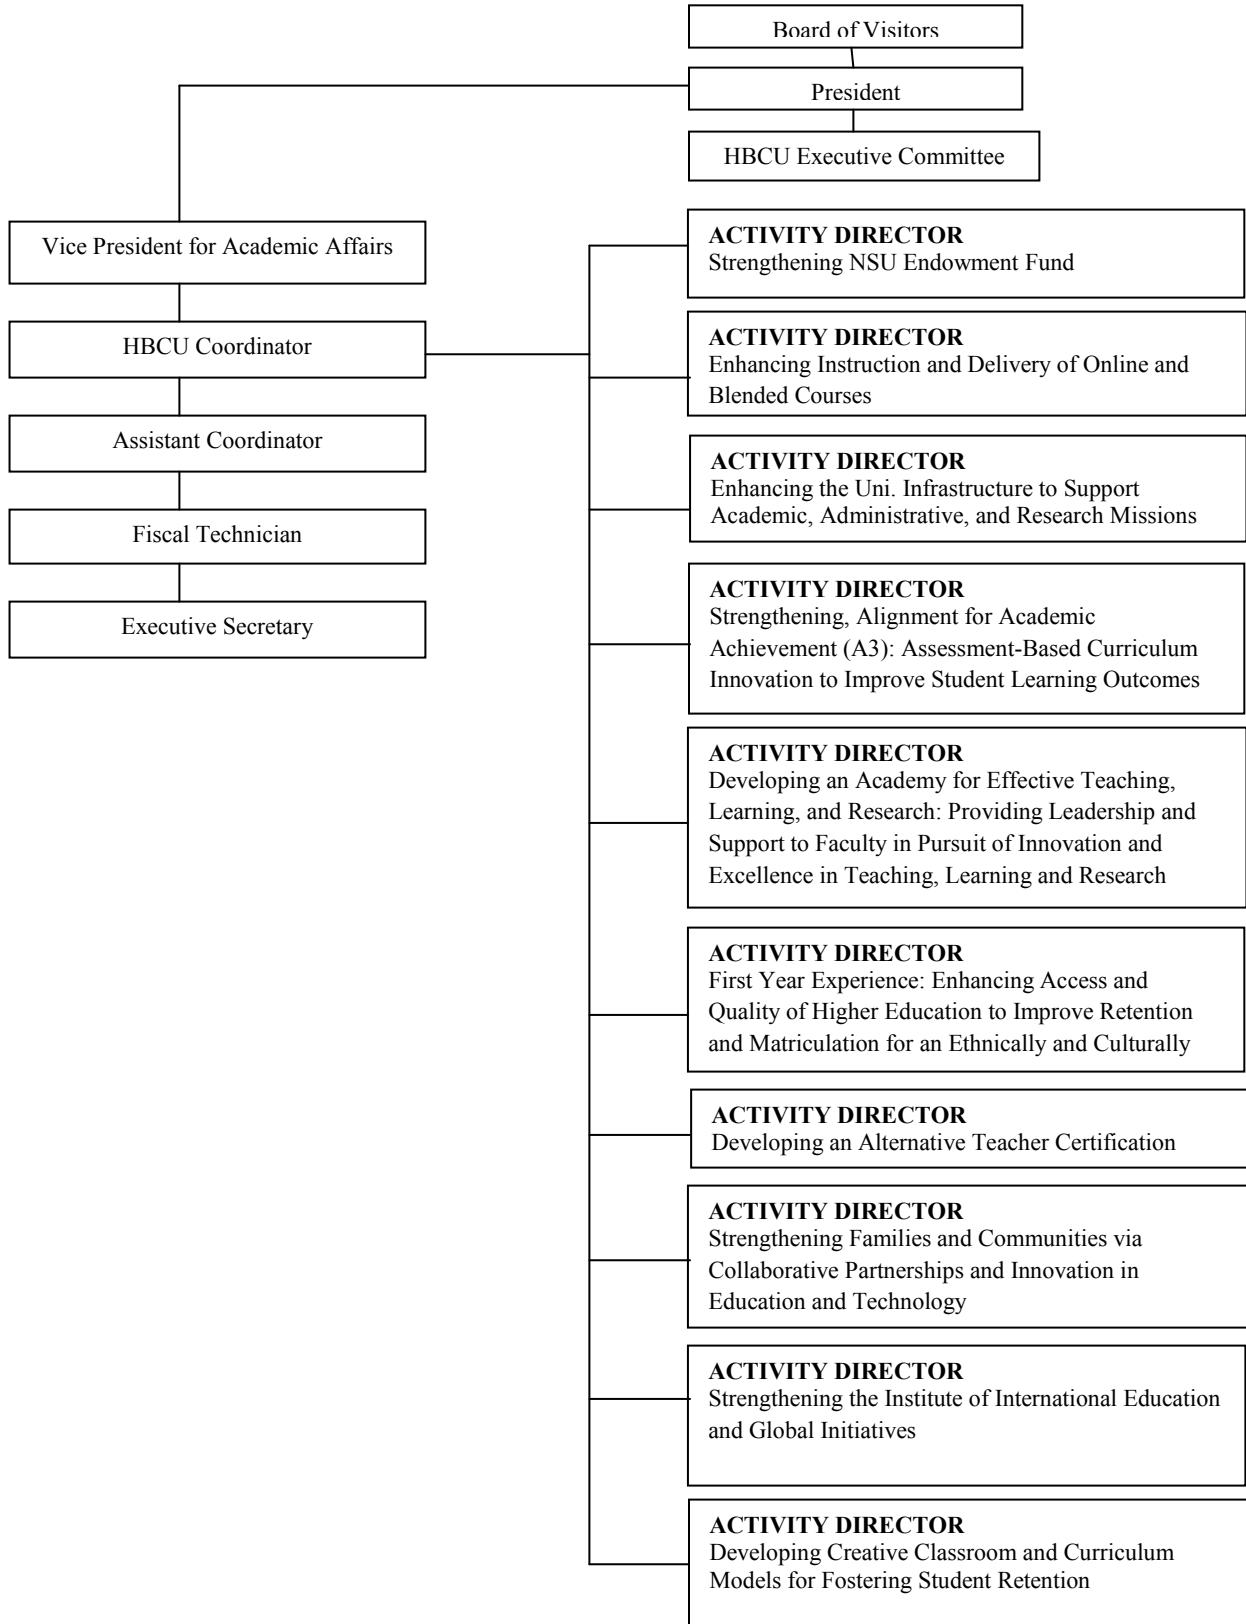 Board of Visitors
President
HBCU Executive Committee
Vice President for Academic Affairs
HBCU Coordinator
Assistant Coordinator
Fiscal Technician
Executive Secretary
ACTIVITY DIRECTOR
Strengthening NSU Endowment Fund
ACTIVITY DIRECTOR
Enhancing Instruction and Delivery of Online and
Blended Courses
ACTIVITY DIRECTOR
Enhancing the Uni. Infrastructure to Support
Academic, Administrative, and Research Missions
ACTIVITY DIRECTOR
Strengthening, Alignment for Academic
Achievement (A3): Assessment-Based Curriculum
Innovation to Improve Student Learning Outcomes
ACTIVITY DIRECTOR
Developing an Academy for Effective Teaching,
Learning, and Research: Providing Leadership and
Support to Faculty in Pursuit of Innovation and
Excellence in Teaching, Learning and Research
ACTIVITY DIRECTOR
First Year Experience: Enhancing Access and
Quality of Higher Education to Improve Retention
and Matriculation for an Ethnically and Culturally
ACTIVITY DIRECTOR
Developing an Alternative Teacher Certification
ACTIVITY DIRECTOR
Strengthening Families and Communities via
Collaborative Partnerships and Innovation in
Education and Technology
ACTIVITY DIRECTOR
Strengthening the Institute of International Education
and Global Initiatives
ACTIVITY DIRECTOR
Developing Creative Classroom and Curriculum
Models for Fostering Student Retention